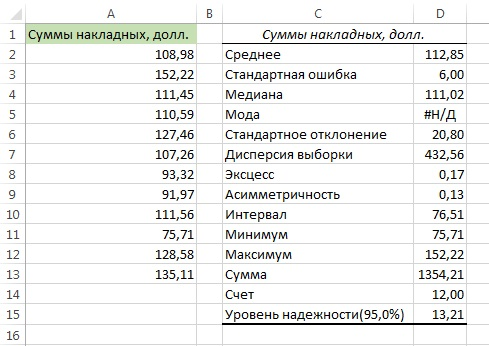 A B C D
1 Суммы накладных, долл. Суммы накладных, долл.
2 108,98 Среднее 112,85
3 152,22 Стандартная ошибка 6,00
4 111,45 Медиана 111,02
5 110,59 Мода #Н/Д
6 127,46 Стандартное отклонение 20,80
7 107,26 Дисперсия выборки 432,56
8 93,32 Эксцесс 0,17
9 91,97 Асимметричность 0,13
10 111,56 Интервал 76,51
11 75,71 Минимум 75,71
12 128,58 Максимум 152,22
13 135,11 Сумма 1354,21
14 Счет 12,00
15 Уровень надежности(95,0%) 13,21
16